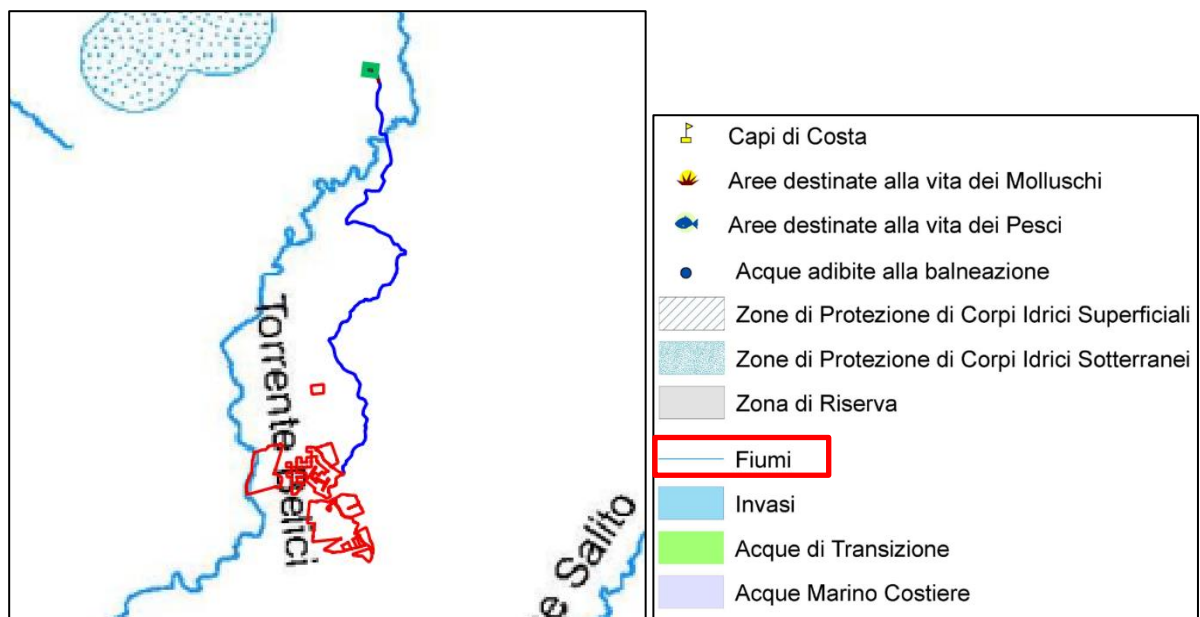 Torrente Belici
e Salito
Capi di Costa
Aree destinate alla vita dei Molluschi
Aree destinate alla vita dei Pesci
Acque adibite alla balneazione
Zone di Protezione di Corpi Idrici Superficiali
Zone di Protezione di Corpi Idrici Sotterranei
Zona di Riserva
Fiumi
Invasi
Acque di Transizione
Acque Marino Costiere